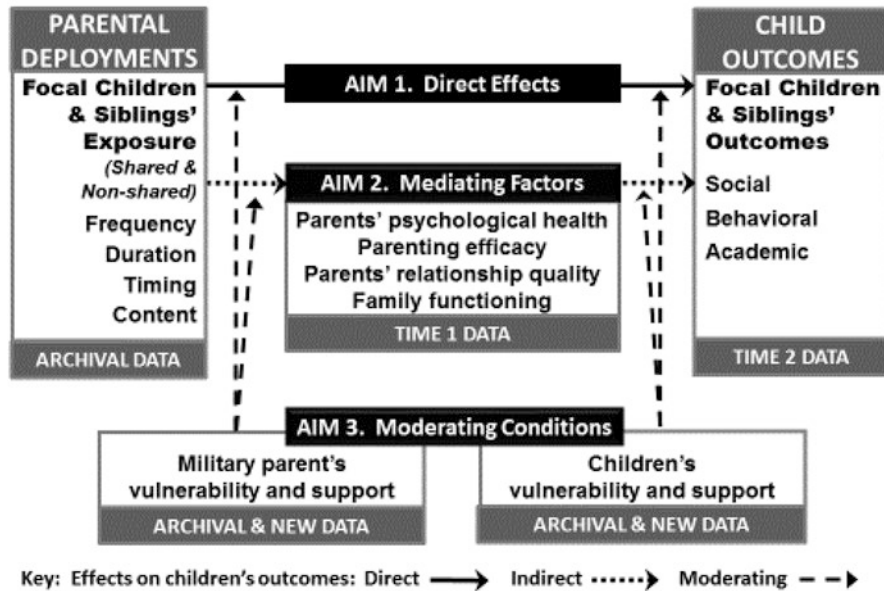 PARENTAL
DEPLOYMENTS
Focal Children
& Siblings’
Exposure
(Shared &
Non-shared)
Frequency
Duration
Timing
Content
ARCHIVAL DATA
AIM 1. Direct Effects
AIM 2. Mediating Factors
Parents’ psychological health
Parenting efficacy
Parents’ relationship quality
Family functioning
TIME 1 DATA
CHILD
OUTCOMES
Focal Children
& Siblings’
Outcomes
Social
Behavioral
Academic
TIME 2 DATA
AIM 3. Moderating Conditions
Military parent’s
vulnerability and support
ARCHIVAL & NEW DATA
Children’s
vulnerability and support
ARCHIVAL & NEW DATA
Key: Effects on children’s outcomes: Direct Indirect Moderating